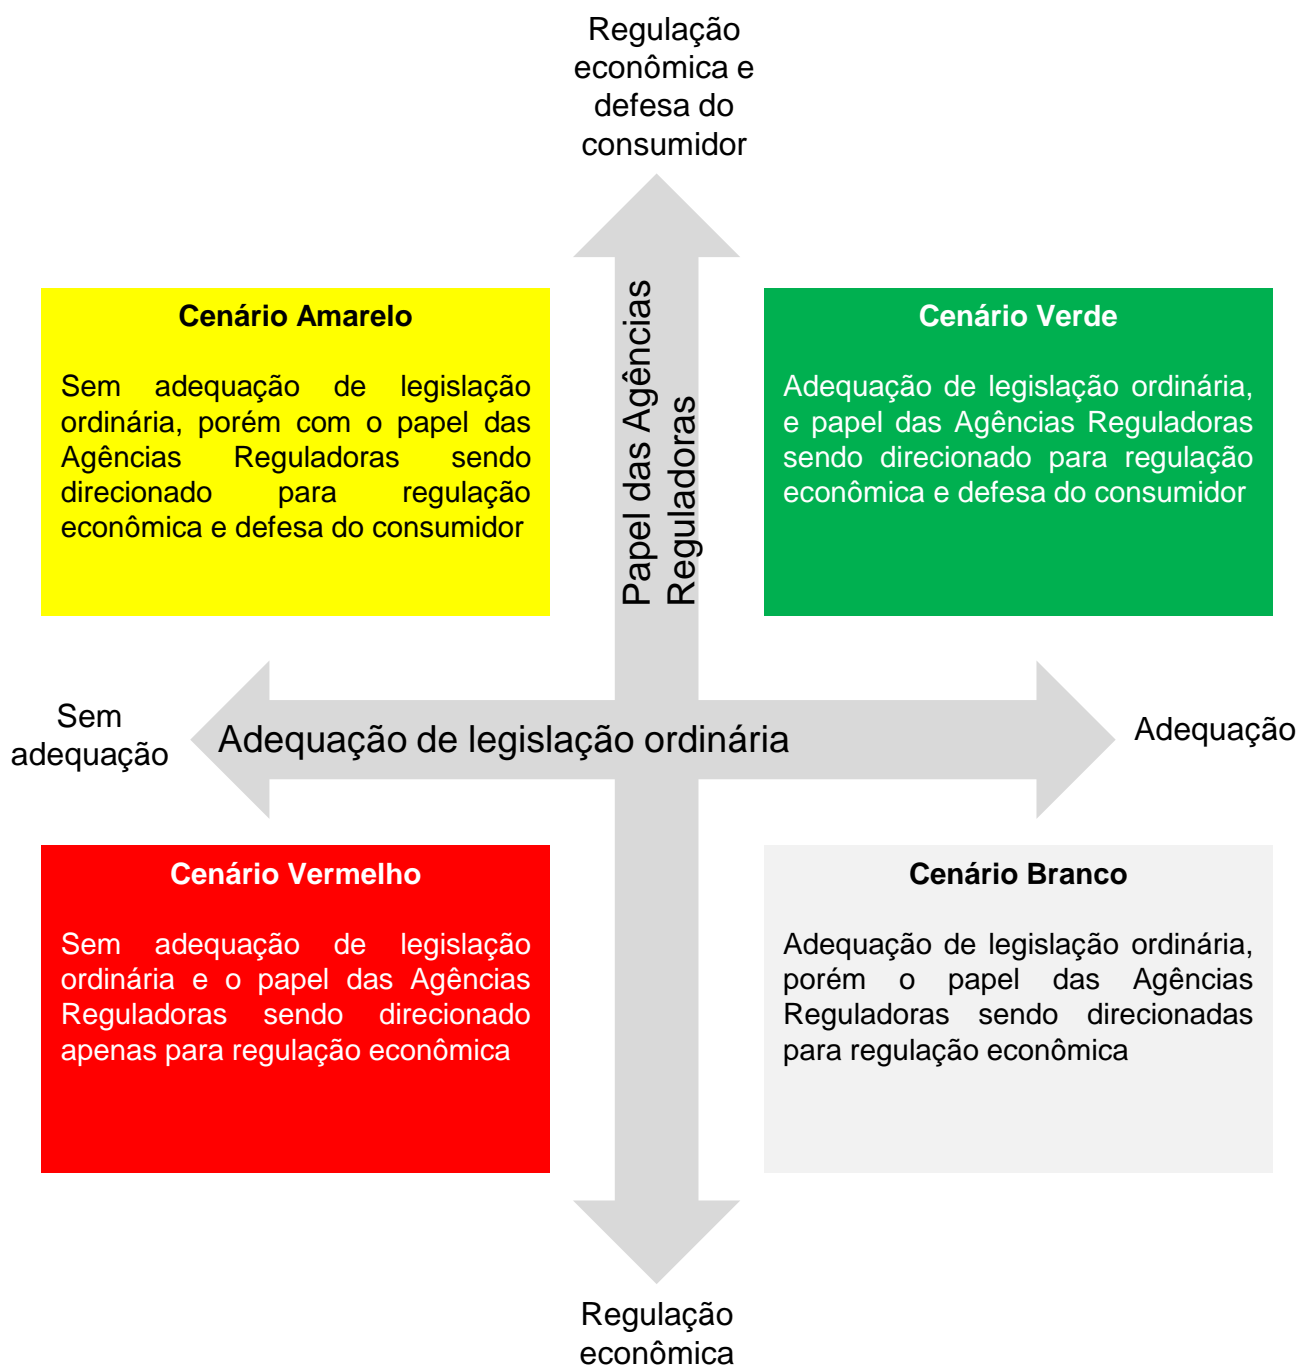 Regulação
econômica e
defesa do
consumidor
Cenário Amarelo
Sem adequação de legislação
ordinária, porém com o papel das
Agências Reguladoras sendo
direcionado para regulação
econômica e defesa do consumidor
Papel das Agências
Reguladoras
Cenário Verde
Adequação de legislação ordinária,
e papel das Agências Reguladoras
sendo direcionado para regulação
econômica e defesa do consumidor
Sem
adequação
Adequação de legislação ordinária
Adequação
Cenário Vermelho
Sem adequação de legislação
ordinária e o papel das Agências
Reguladoras sendo direcionado
apenas para regulação econômica
Cenário Branco
Adequação de legislação ordinária,
porém o papel das Agências
Reguladoras sendo direcionadas
para regulação econômica
Regulação
econômica